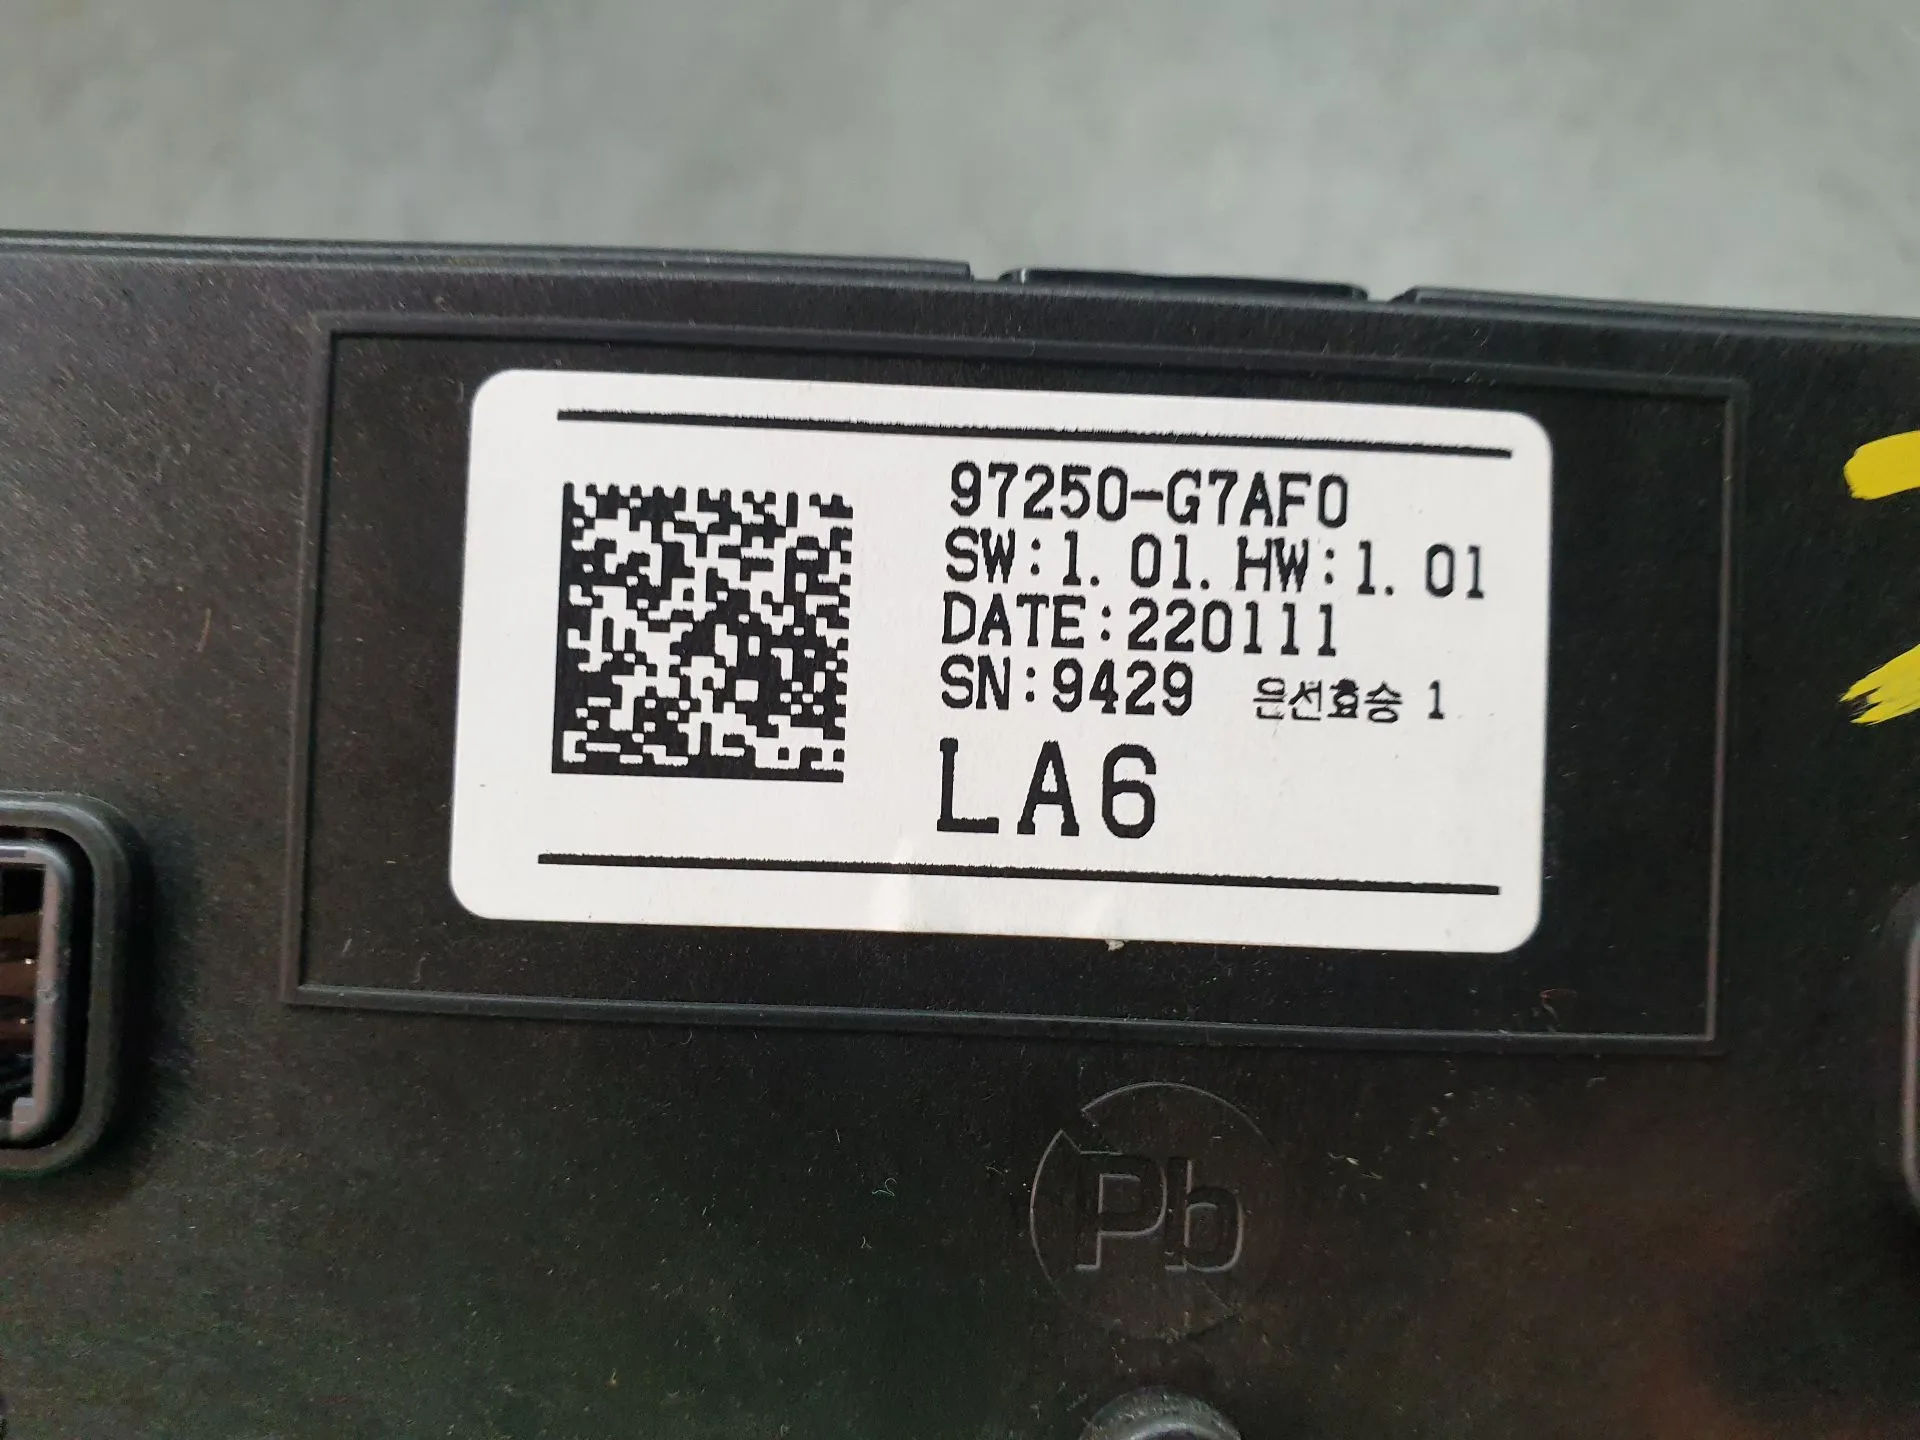 97250-G7AF0
SW:1. 01. HW:1. 01
DATE:220111
SN:9429 은선효승 1
LA6
Pb